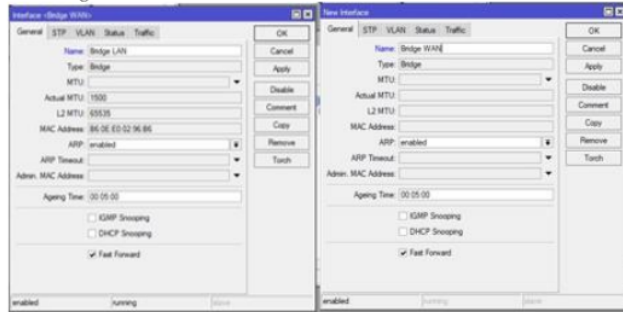 Interface <Bridge WAN>
General STP VLAN Status Traffic
Name: Bridge LAN
Type: Bridge
MTU:
Actual MTU: 1500
L2 MTU: 65535
MAC Address: B6:0E:E0:02:96:B6
ARP: enabled
ARP Timeout:
Admin. MAC Address:
Ageing Time: 00:05:00
IGMP Snooping
DHCP Snooping
Fast Forward
OK
Cancel
Apply
Disable
Comment
Copy
Remove
Torch
enabled running slave
New Interface
General STP VLAN Status Traffic
Name: Bridge WAN
Type: Bridge
MTU:
Actual MTU:
L2 MTU:
MAC Address:
ARP: enabled
ARP Timeout:
Admin. MAC Address:
Ageing Time: 00:05:00
IGMP Snooping
DHCP Snooping
Fast Forward
OK
Cancel
Apply
Disable
Comment
Copy
Remove
Torch
enabled running slave